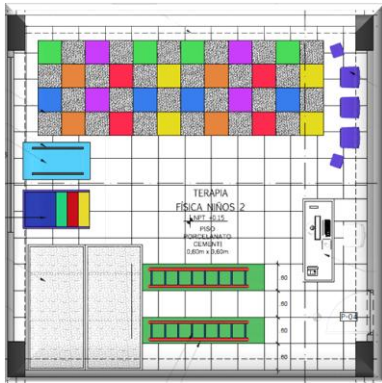 TERAPIA
FÍSICA NIÑOS 2
NPT +0.15
PISO
PORCELANATO
CEMENTI
0,60m x 0,60m
60
60
60
60